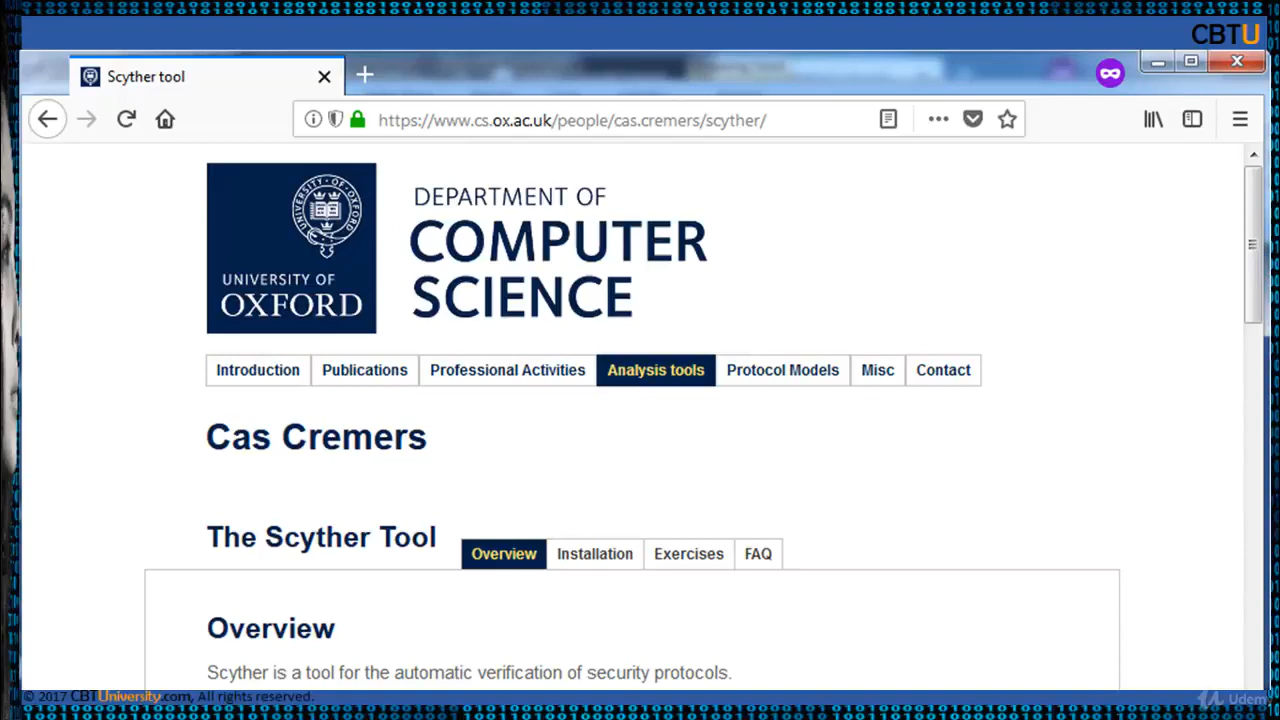 CBTU
Scyther tool
https://www.cs.ox.ac.uk/people/cas.cremers/scyther/
UNIVERSITY OF
OXFORD
DEPARTMENT OF
COMPUTER
SCIENCE
Introduction Publications Professional Activities Analysis tools Protocol Models Misc Contact
Cas Cremers
The Scyther Tool
Overview Installation Exercises FAQ
Overview
Scyther is a tool for the automatic verification of security protocols.
© 2017 CBTUniversity.com, All rights reserved.